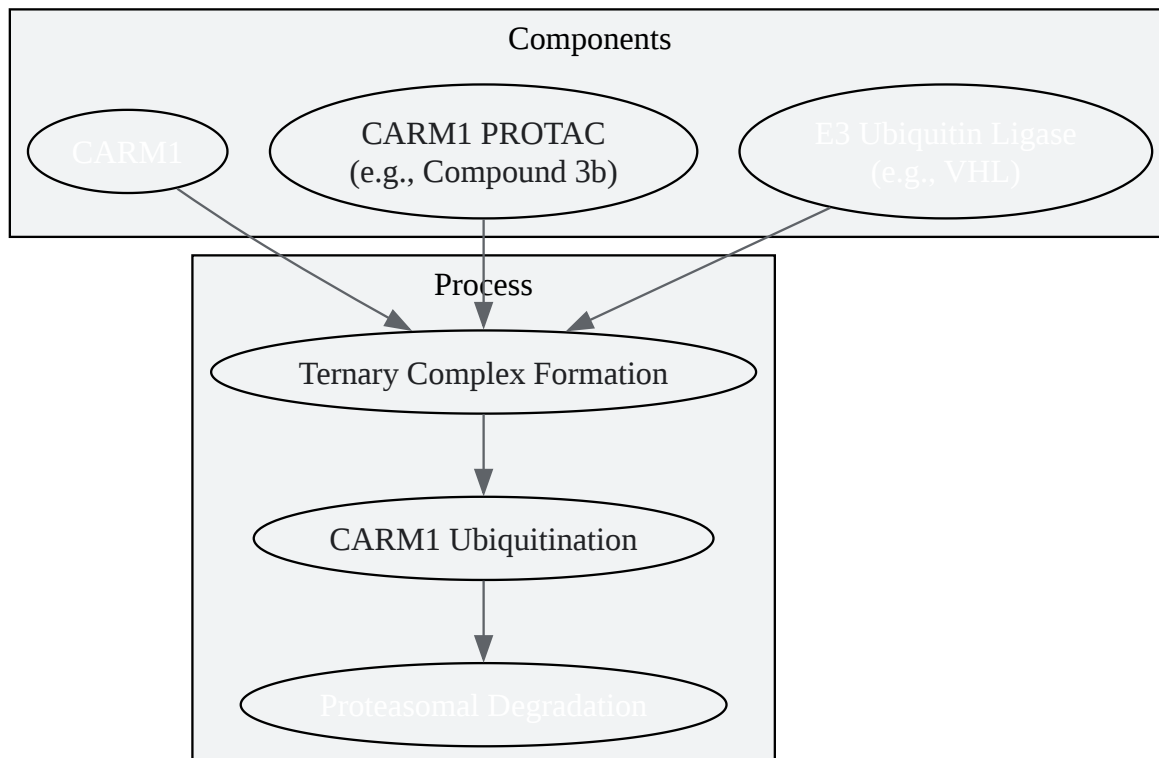 Components
CARM1
CARM1 PROTAC
(e.g., Compound 3b)
E3 Ubiquitin Ligase
(e.g., VHL)
Process
Ternary Complex Formation
CARM1 Ubiquitination
Proteasomal Degradation